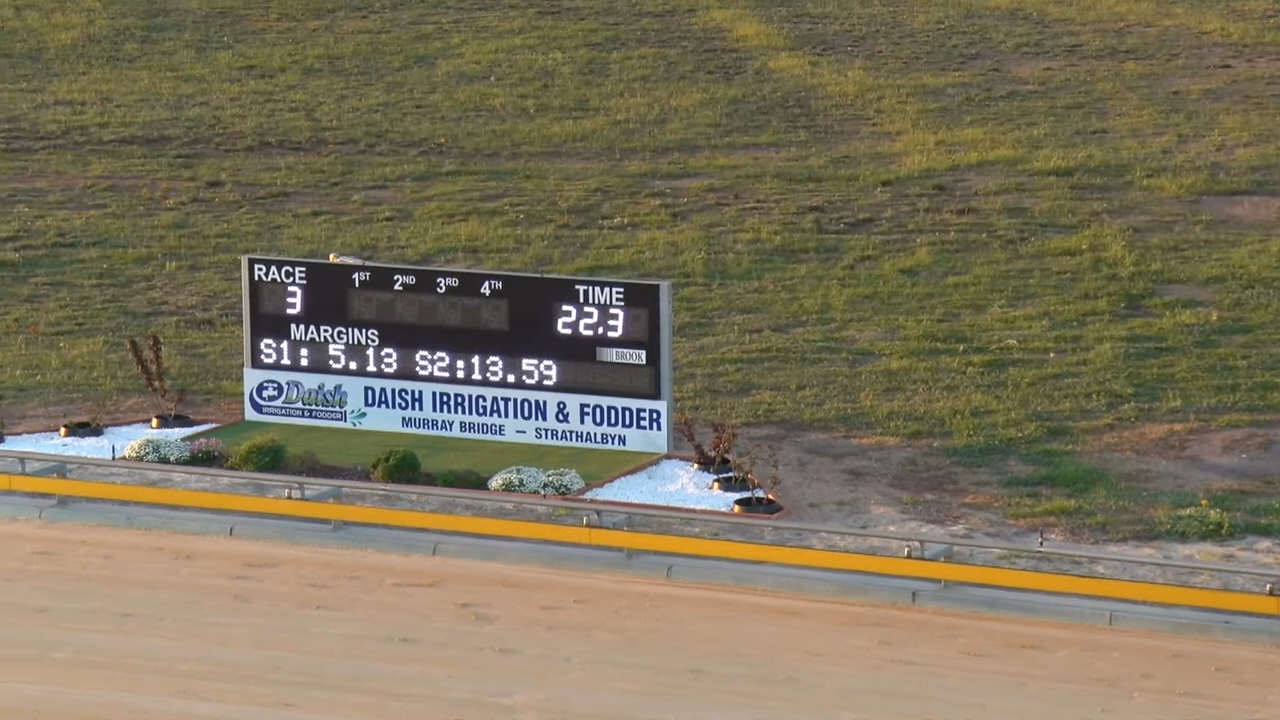 RACE 1ST 2ND 3RD 4TH TIME
3 22.3
MARGINS
BROOK
S1: 5.13 S2:13.59
Daish
IRRIGATION & FODDER
DAISH IRRIGATION & FODDER
MURRAY BRIDGE — STRATHALBYN